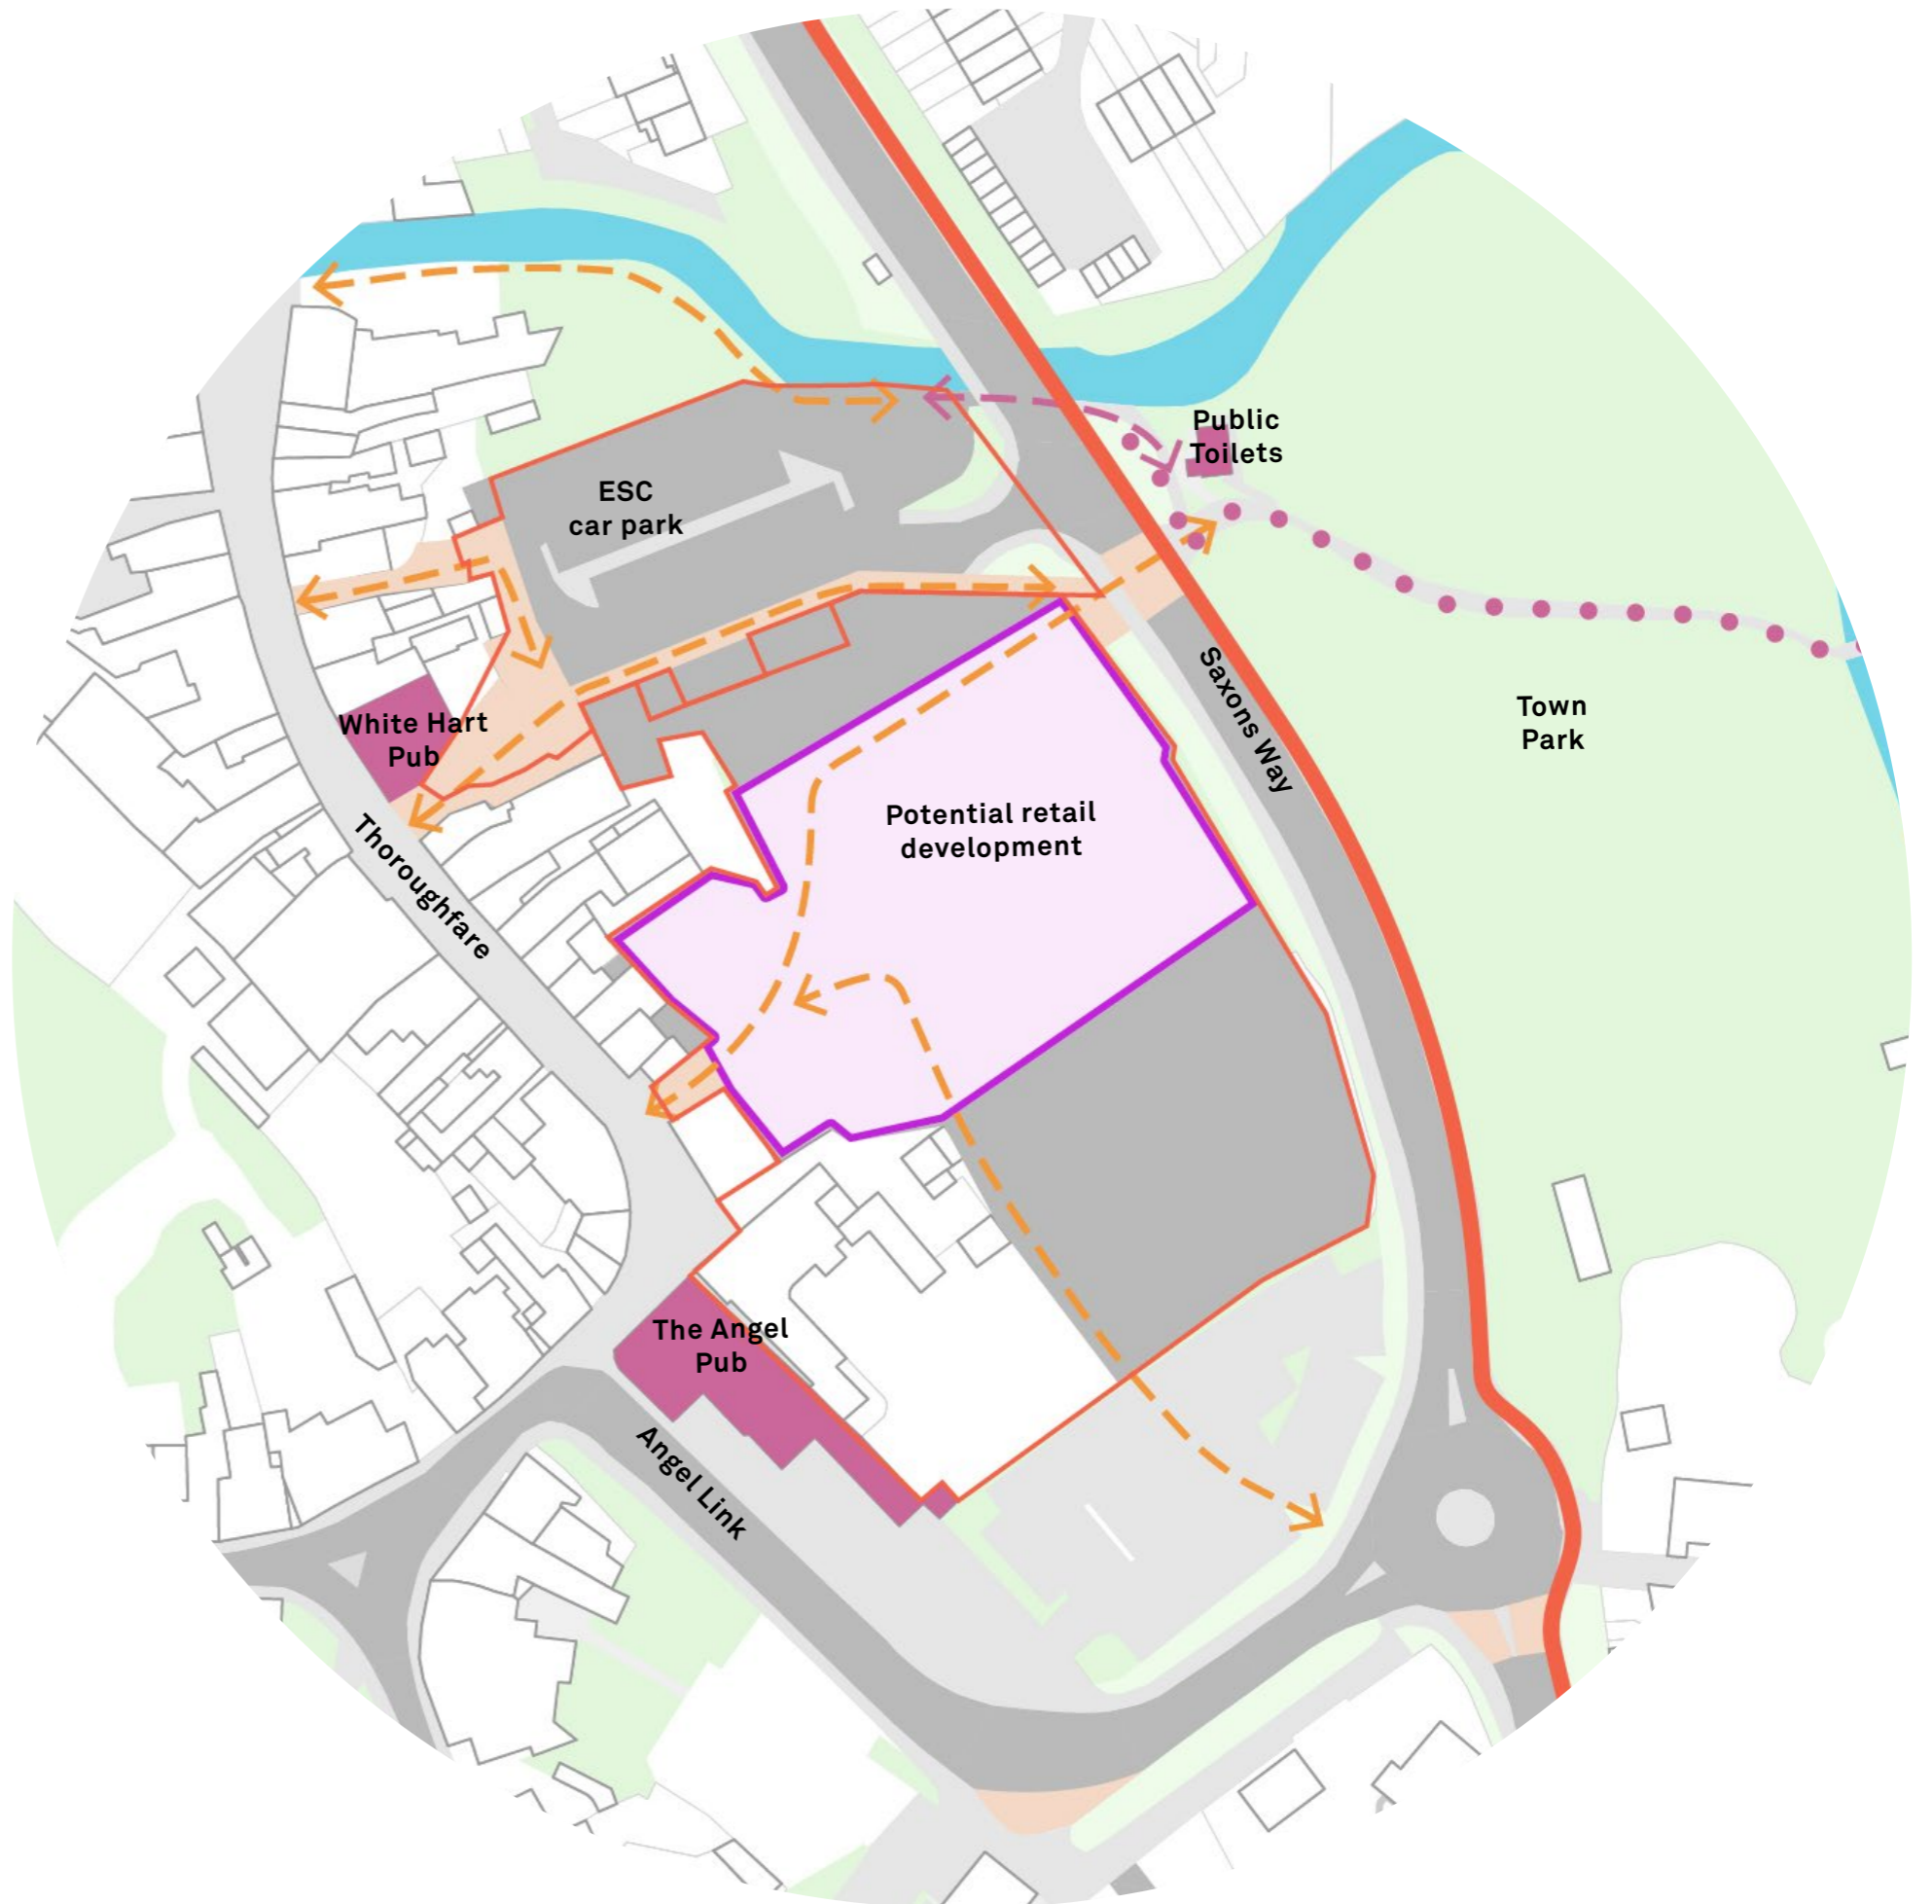 Public
Toilets
ESC
car park
Saxons Way
Town
Park
White Hart
Pub
Potential retail
development
Thoroughfare
The Angel
Pub
Angel Link